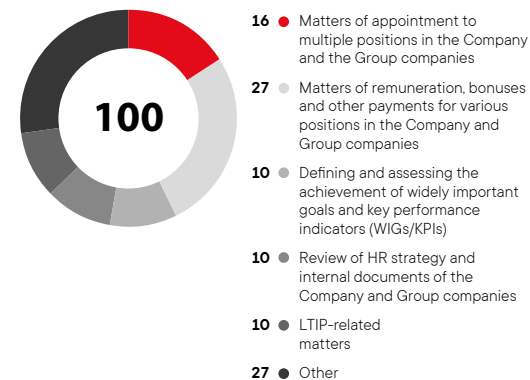 100
16 Matters of appointment to
multiple positions in the Company
and the Group companies
27 Matters of remuneration, bonuses
and other payments for various
positions in the Company and
Group companies
10 Defining and assessing the
achievement of widely important
goals and key performance
indicators (WIGs/KPIs)
10 Review of HR strategy and
internal documents of the
Company and Group companies
10 LTIP-related
matters
27 Other